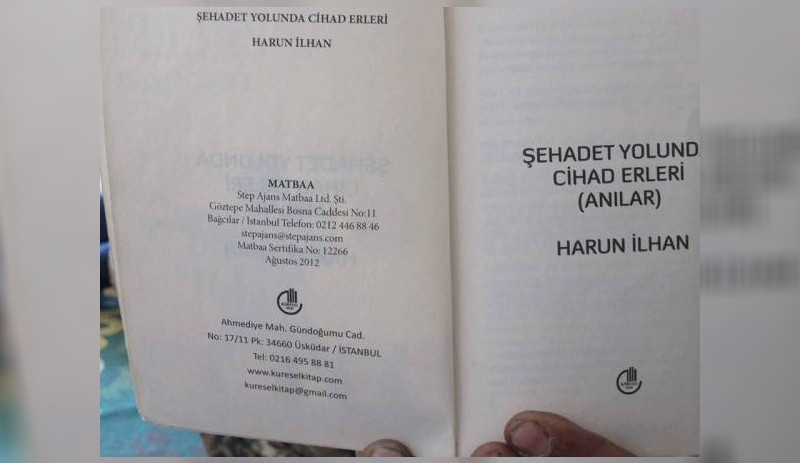 ŞEHADET YOLUNDA CİHAD ERLERİ
HARUN İLHAN
MATBAA
Step Ajans Matbaa Ltd. Şti.
Göztepe Mahallesi Bosna Caddesi No:11
Bağcılar / İstanbul Telefon: 0212 446 88 46
stepajans@stepajans.com
Matbaa Sertifika No: 12266
Ağustos 2012
Ahmediye Mah. Gündoğumu Cad.
No: 17/11 Pk: 34660 Üsküdar / İSTANBUL
Tel: 0216 495 88 81
www.kureselkitap.com
kureselkitap@gmail.com
ŞEHADET YOLUND
CİHAD ERLERİ
(ANILAR)
HARUN İLHAN